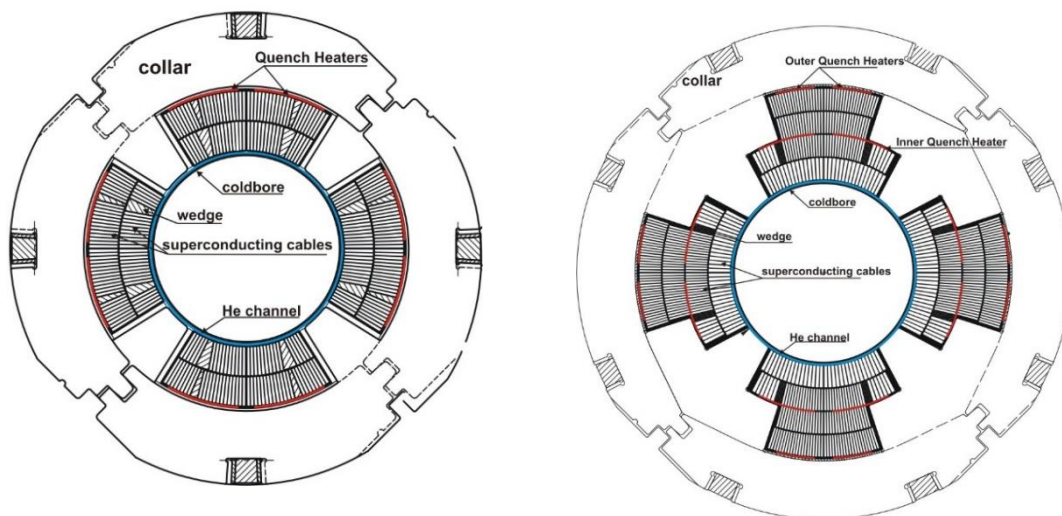 Quench Heaters
collar
coldbore
wedge
superconducting cables
He channel
Outer Quench Heaters
collar
Inner Quench Heater
coldbore
wedge
superconducting cables
He channel